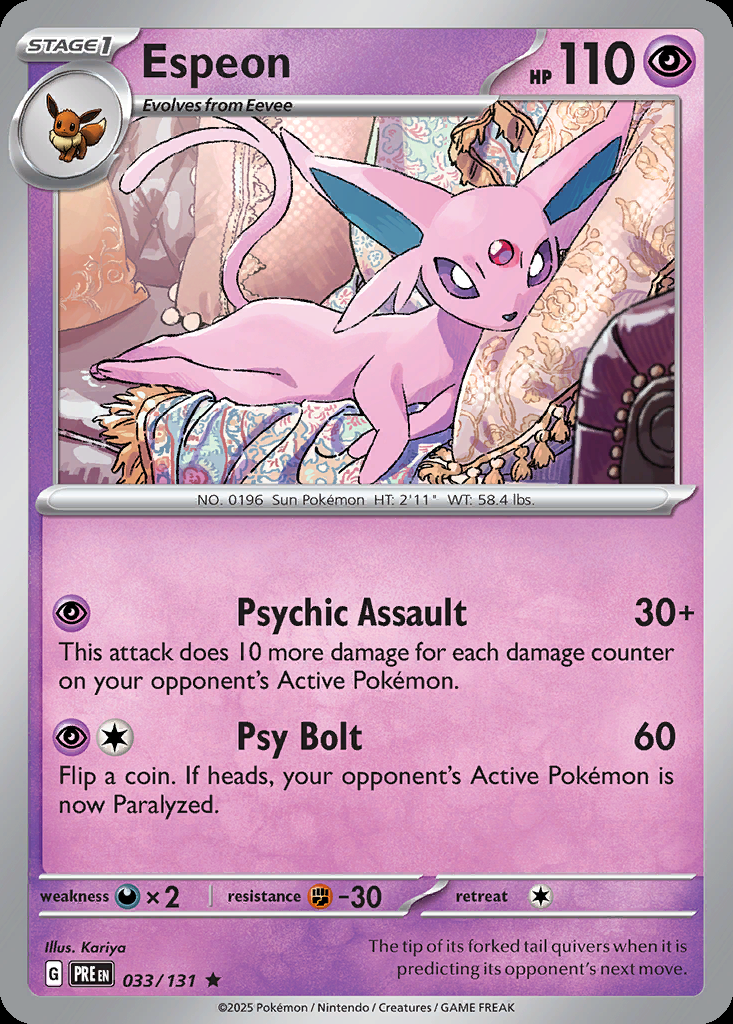 STAGE 1
Espeon
HP 110
Evolves from Eevee
NO. 0196 Sun Pokémon HT: 2'11" WT: 58.4 lbs.
Psychic Assault 30+
This attack does 10 more damage for each damage counter
on your opponent's Active Pokémon.
Psy Bolt 60
Flip a coin. If heads, your opponent's Active Pokémon is
now Paralyzed.
weakness ×2 resistance -30 retreat
Illus. Kariya
The tip of its forked tail quivers when it is
predicting its opponent's next move.
G PRE EN 033/131 ★
©2025 Pokémon / Nintendo / Creatures / GAME FREAK